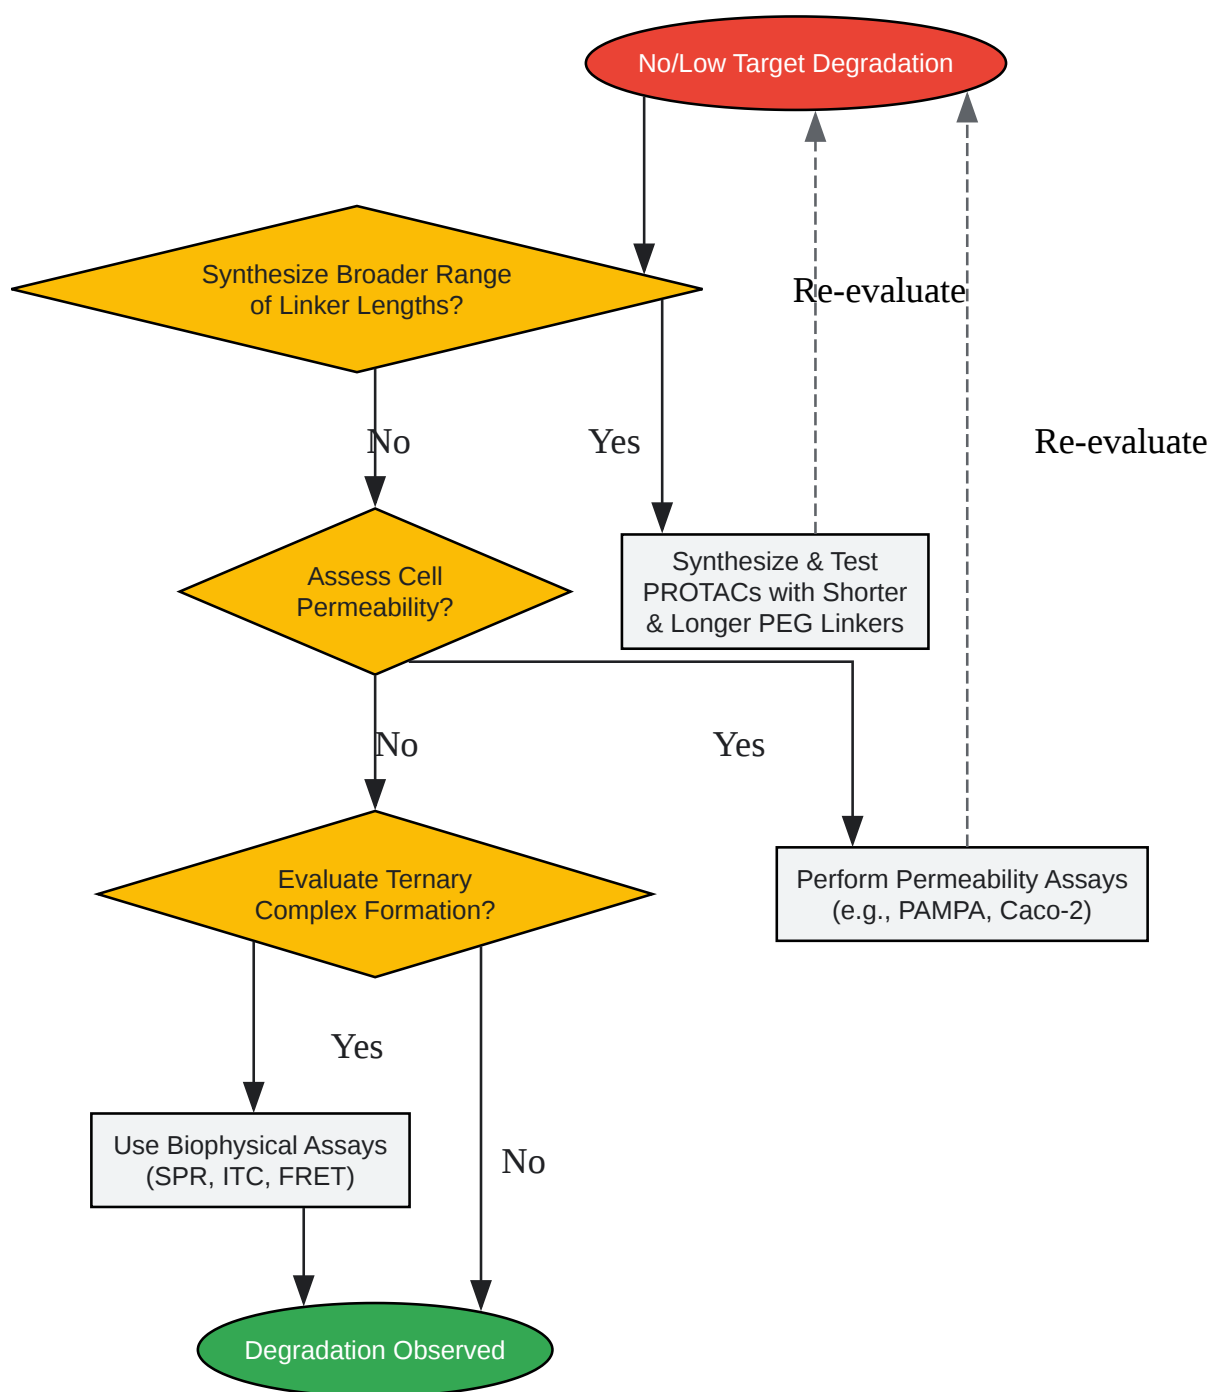 No/Low Target Degradation
Synthesize Broader Range
of Linker Lengths?
Re-evaluate
No
Yes
Re-evaluate
Assess Cell
Permeability?
Synthesize & Test
PROTACs with Shorter
& Longer PEG Linkers
No
Yes
Evaluate Ternary
Complex Formation?
Perform Permeability Assays
(e.g., PAMPA, Caco-2)
Yes
Use Biophysical Assays
(SPR, ITC, FRET)
No
Degradation Observed